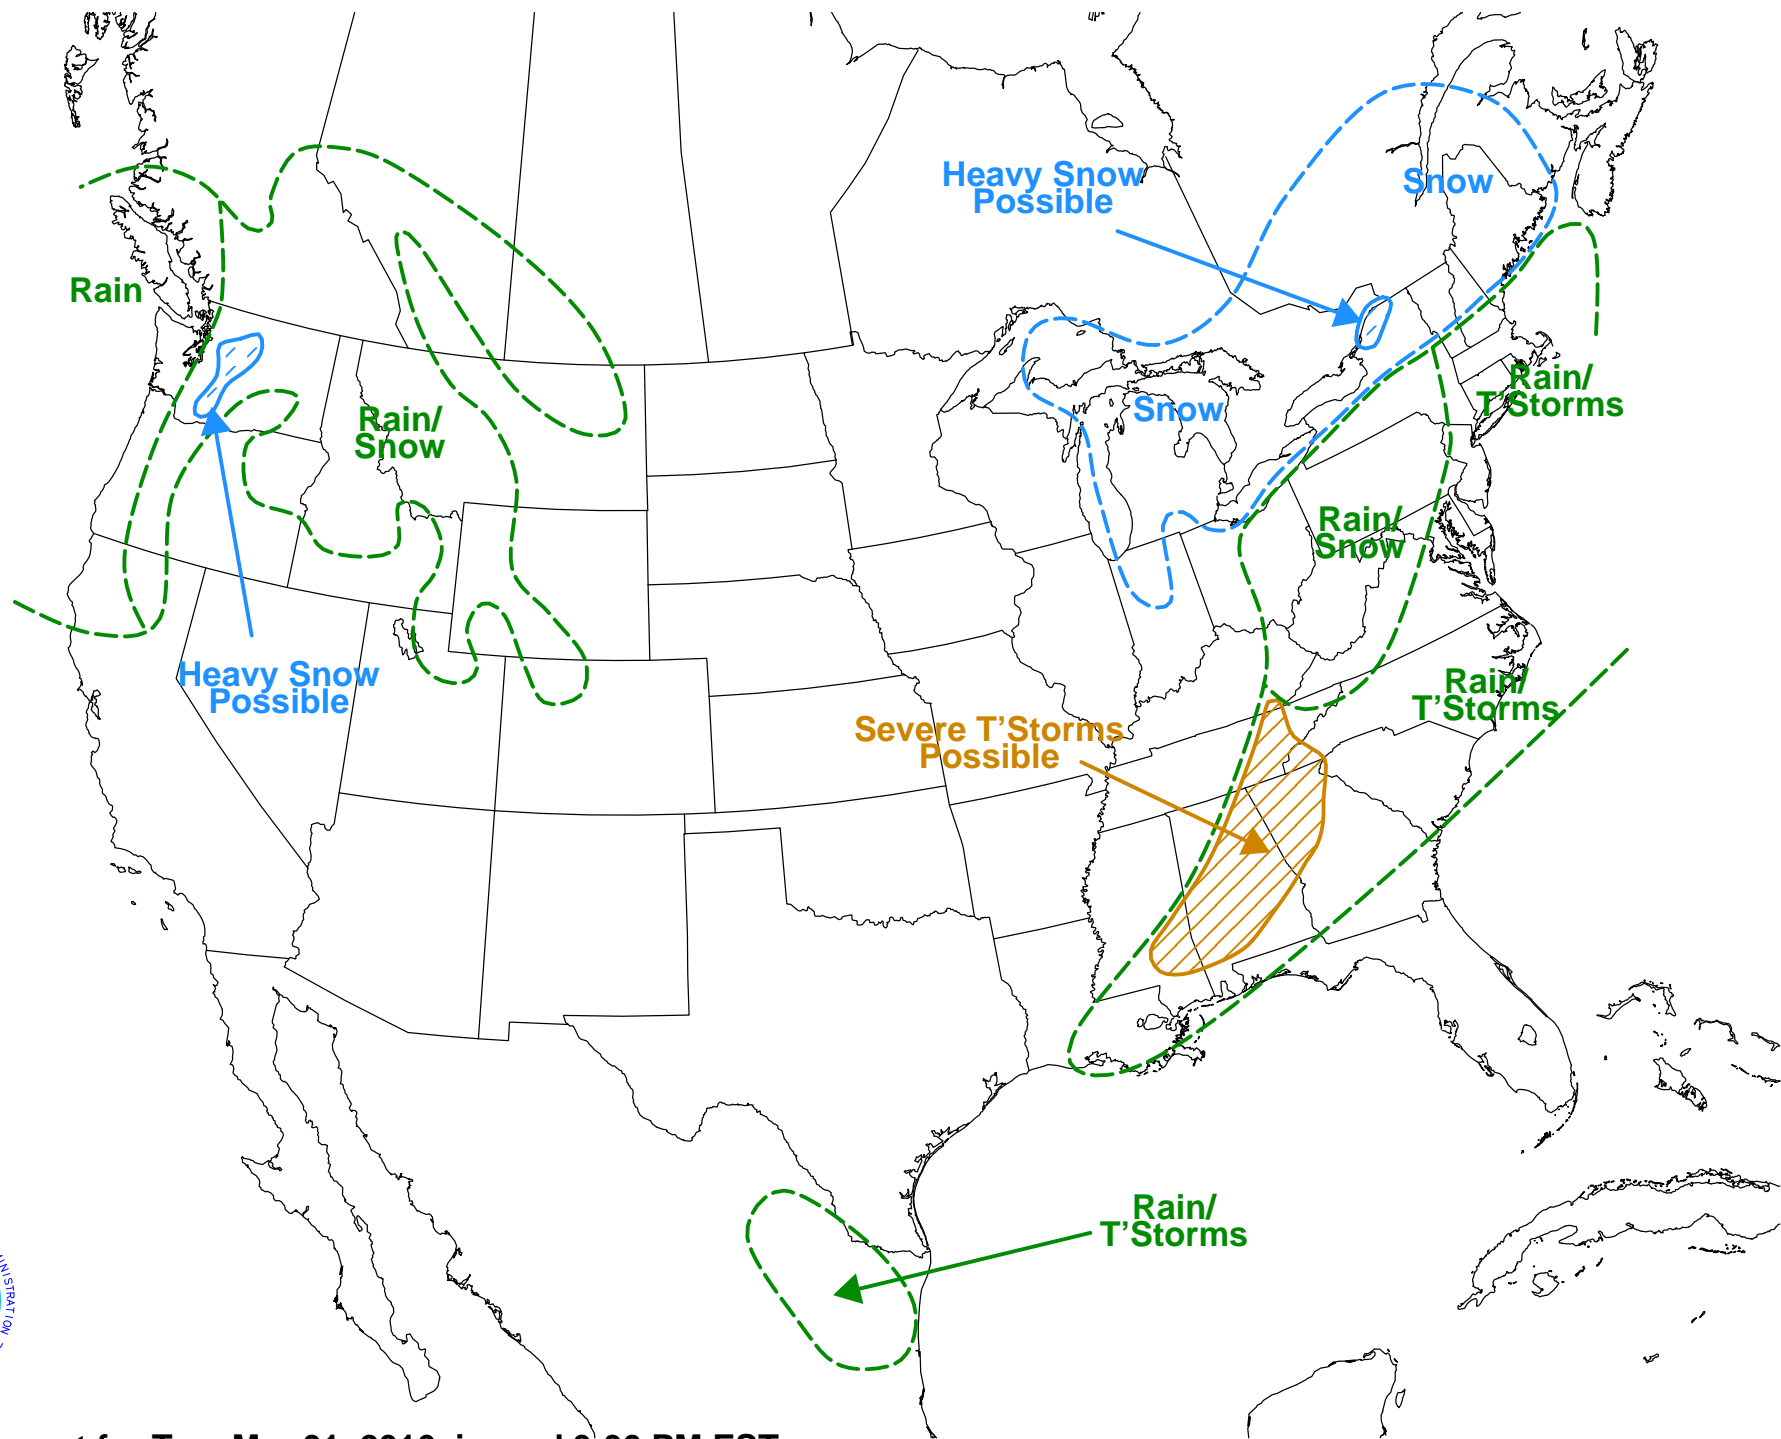 Heavy Snow
Possible
Snow
Rain
Rain/
Snow
Snow
Rain/
T'Storms
Rain/
Snow
Heavy Snow
Possible
Rain/
T'Storms
Severe T'Storms
Possible
Rain/
T'Storms
NISTRATION